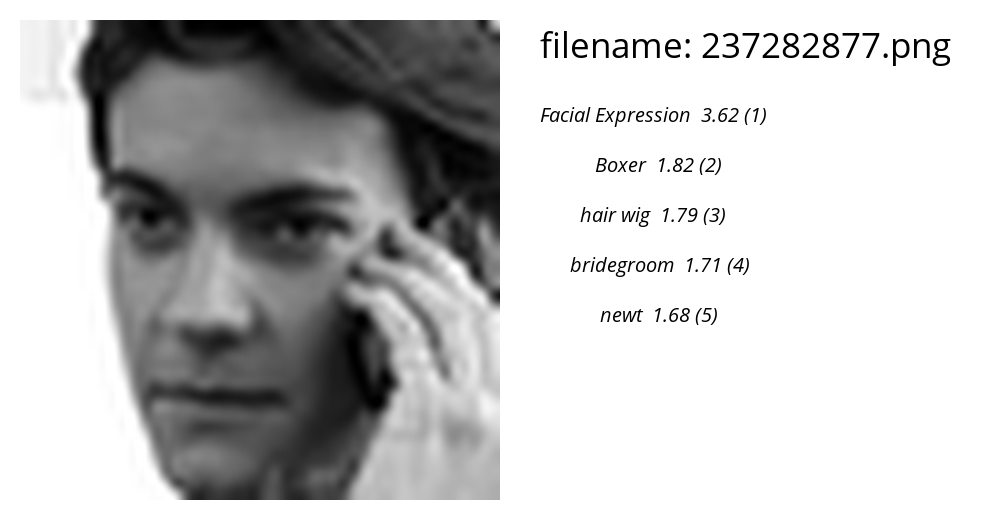 filename: 237282877.png
Facial Expression 3.62 (1)
Boxer 1.82 (2)
hair wig 1.79 (3)
bridegroom 1.71 (4)
newt 1.68 (5)